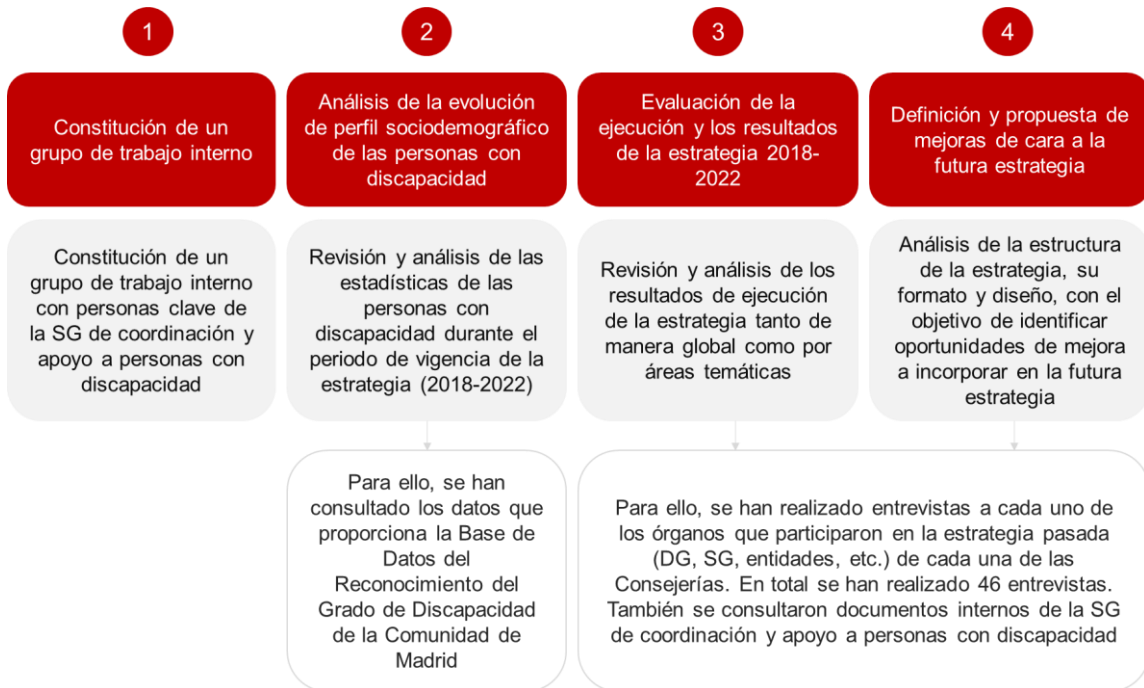 1
Constitución de un
grupo de trabajo interno
Constitución de un
grupo de trabajo interno
con personas clave de
la SG de coordinación y
apoyo a personas con
discapacidad
2
Análisis de la evolución
de perfil sociodemográfico
de las personas con
discapacidad
Revisión y análisis de las
estadísticas de las
personas con
discapacidad durante el
periodo de vigencia de la
estrategia (2018-2022)
Para ello, se han
consultado los datos que
proporciona la Base de
Datos del
Reconocimiento del
Grado de Discapacidad
de la Comunidad de
Madrid
3
Evaluación de la
ejecución y los resultados
de la estrategia 2018-
2022
Revisión y análisis de los
resultados de ejecución
de la estrategia tanto de
manera global como por
áreas temáticas
4
Definición y propuesta de
mejoras de cara a la
futura estrategia
Análisis de la estructura
de la estrategia, su
formato y diseño, con el
objetivo de identificar
oportunidades de mejora
a incorporar en la futura
estrategia
Para ello, se han realizado entrevistas a cada uno de
los órganos que participaron en la estrategia pasada
(DG, SG, entidades, etc.) de cada una de las
Consejerías. En total se han realizado 46 entrevistas.
También se consultaron documentos internos de la SG
de coordinación y apoyo a personas con discapacidad